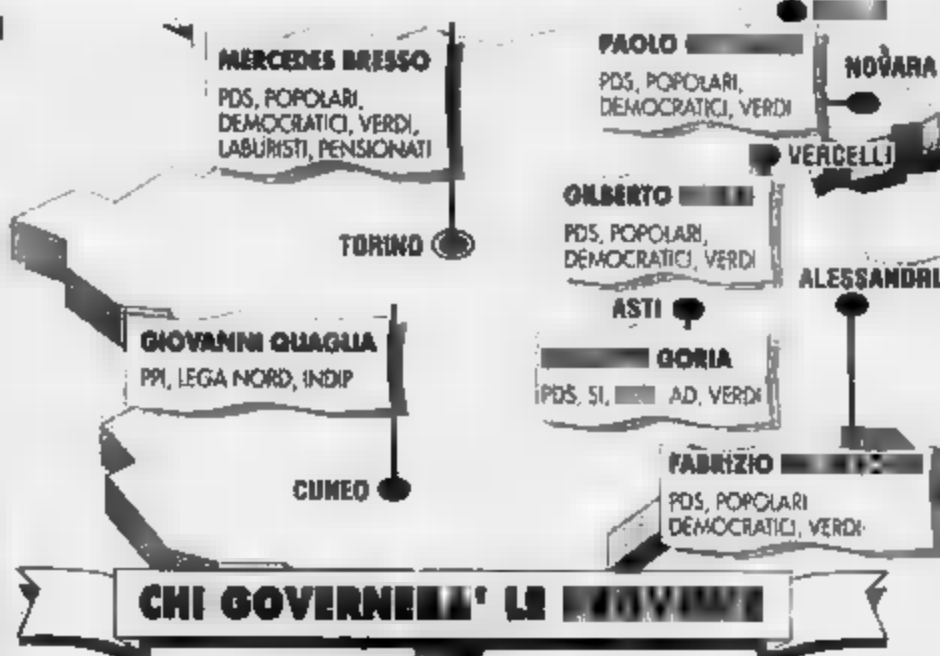 MERCEDES BRESSO
PDS, POPOLARI,
DEMOCRATICI, VERDI,
LABURISTI, PENSIONATI
TORINO
PAOLO
PDS, POPOLARI,
DEMOCRATICI, VERDI
NOVARA
VERCELLI
GILBERTO
PDS, POPOLARI,
DEMOCRATICI, VERDI
ASTI
ALESSANDRI
GIOVANNI QUAGLIA
PPI, LEGA NORD, INDIP
CUNEO
GORIA
PDS, SI, AD, VERDI
FABRIZIO
PDS, POPOLARI
DEMOCRATICI, VERDI
CHI LE